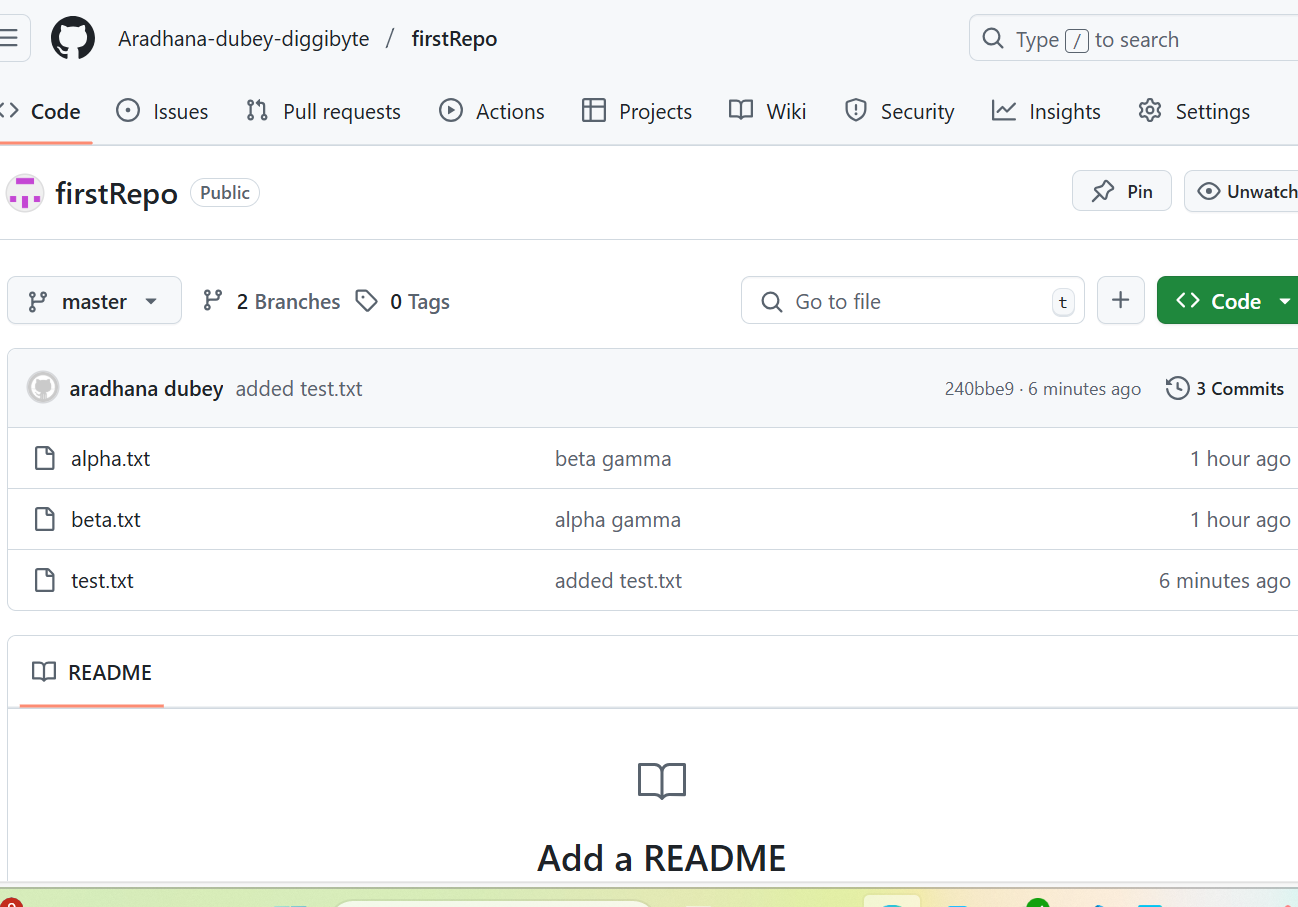 Aradhana-dubey-diggibyte / firstRepo
Type / to search
Code Issues Pull requests Actions Projects Wiki Security Insights Settings
firstRepo Public
Pin Unwatch
master 2 Branches 0 Tags
Go to file t
Code
aradhana dubey added test.txt 240bbe9 · 6 minutes ago 3 Commits
alpha.txt beta gamma 1 hour ago
beta.txt alpha gamma 1 hour ago
test.txt added test.txt 6 minutes ago
README
Add a README